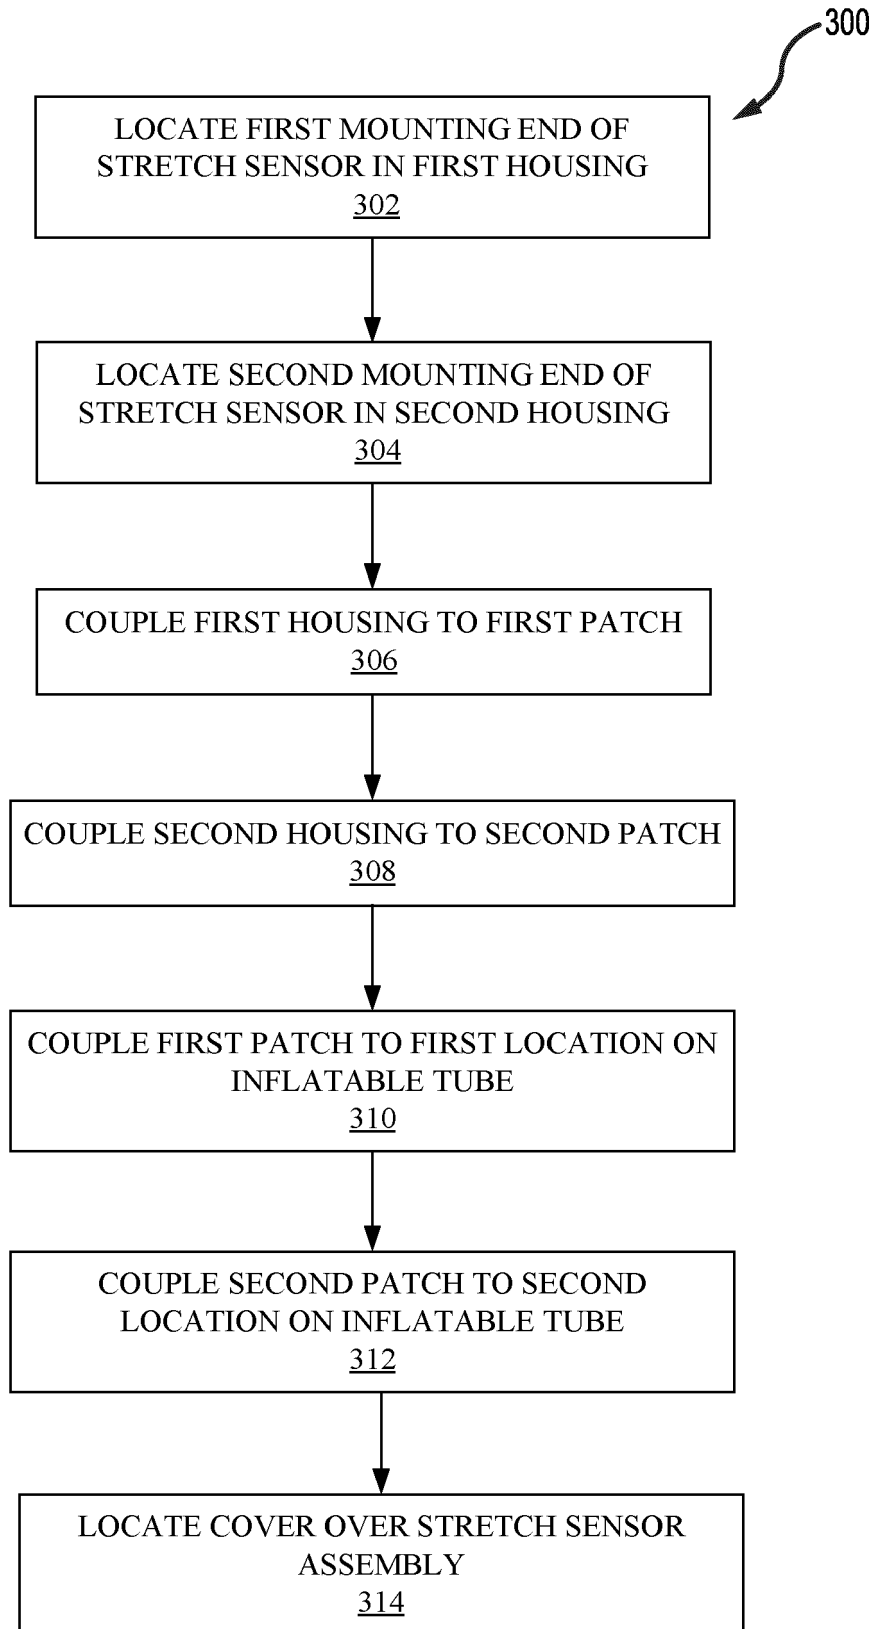 300
LOCATE FIRST MOUNTING END OF
STRETCH SENSOR IN FIRST HOUSING
302
LOCATE SECOND MOUNTING END OF
STRETCH SENSOR IN SECOND HOUSING
304
COUPLE FIRST HOUSING TO FIRST PATCH
306
COUPLE SECOND HOUSING TO SECOND PATCH
308
COUPLE FIRST PATCH TO FIRST LOCATION ON
INFLATABLE TUBE
310
COUPLE SECOND PATCH TO SECOND
LOCATION ON INFLATABLE TUBE
312
LOCATE COVER OVER STRETCH SENSOR
ASSEMBLY
314